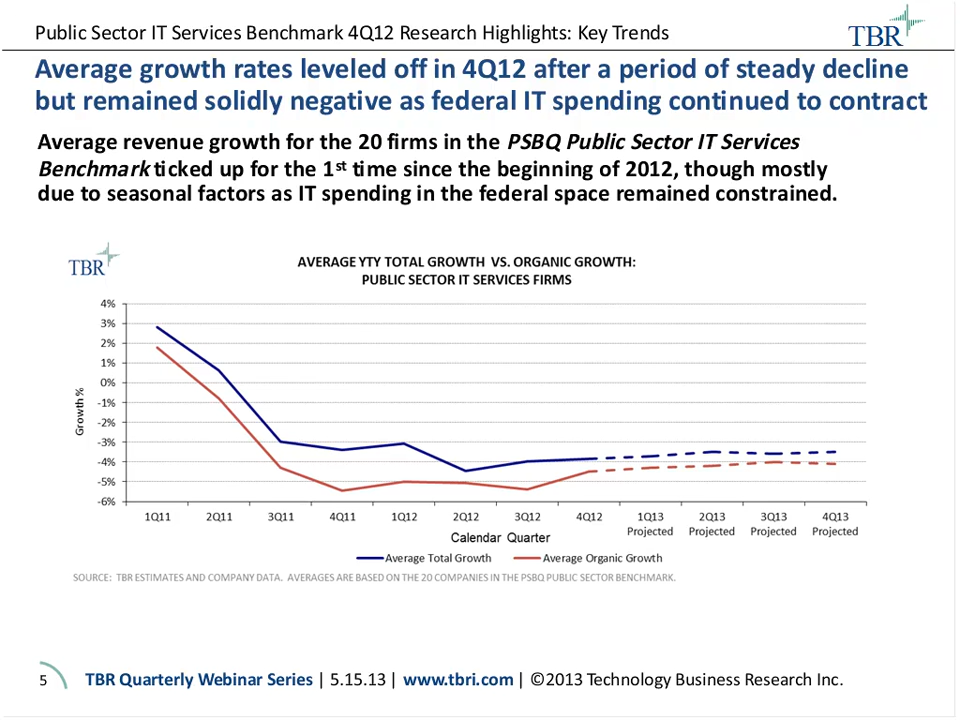 Public Sector IT Services Benchmark 4Q12 Research Highlights: Key Trends
TBR
Average growth rates leveled off in 4Q12 after a period of steady decline
but remained solidly negative as federal IT spending continued to contract
Average revenue growth for the 20 firms in the PSBQ Public Sector IT Services
Benchmark ticked up for the 1st time since the beginning of 2012, though mostly
due to seasonal factors as IT spending in the federal space remained constrained.
TBR
AVERAGE YTY TOTAL GROWTH VS. ORGANIC GROWTH:
PUBLIC SECTOR IT SERVICES FIRMS
Growth %
4%
3%
2%
1%
0%
-1%
-2%
-3%
-4%
-5%
-6%
1Q11 2Q11 3Q11 4Q11 1Q12 2Q12 3Q12 4Q12 1Q13 2Q13 3Q13 4Q13
Projected Projected Projected Projected
Calendar Quarter
Average Total Growth Average Organic Growth
SOURCE: TBR ESTIMATES AND COMPANY DATA. AVERAGES ARE BASED ON THE 20 COMPANIES IN THE PSBQ PUBLIC SECTOR BENCHMARK.
5 TBR Quarterly Webinar Series | 5.15.13 | www.tbri.com | ©2013 Technology Business Research Inc.